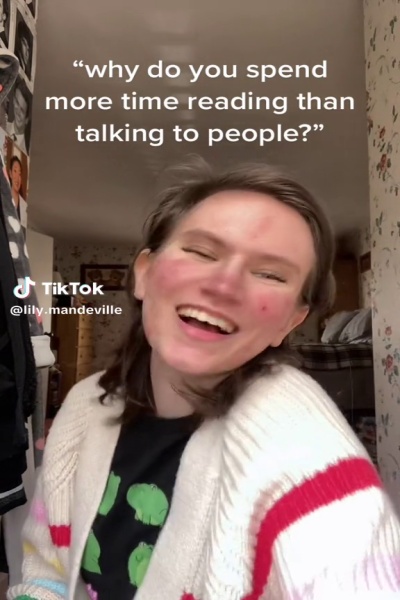 “why do you spend
more time reading than
talking to people?”
TikTok
@lily.mandeville